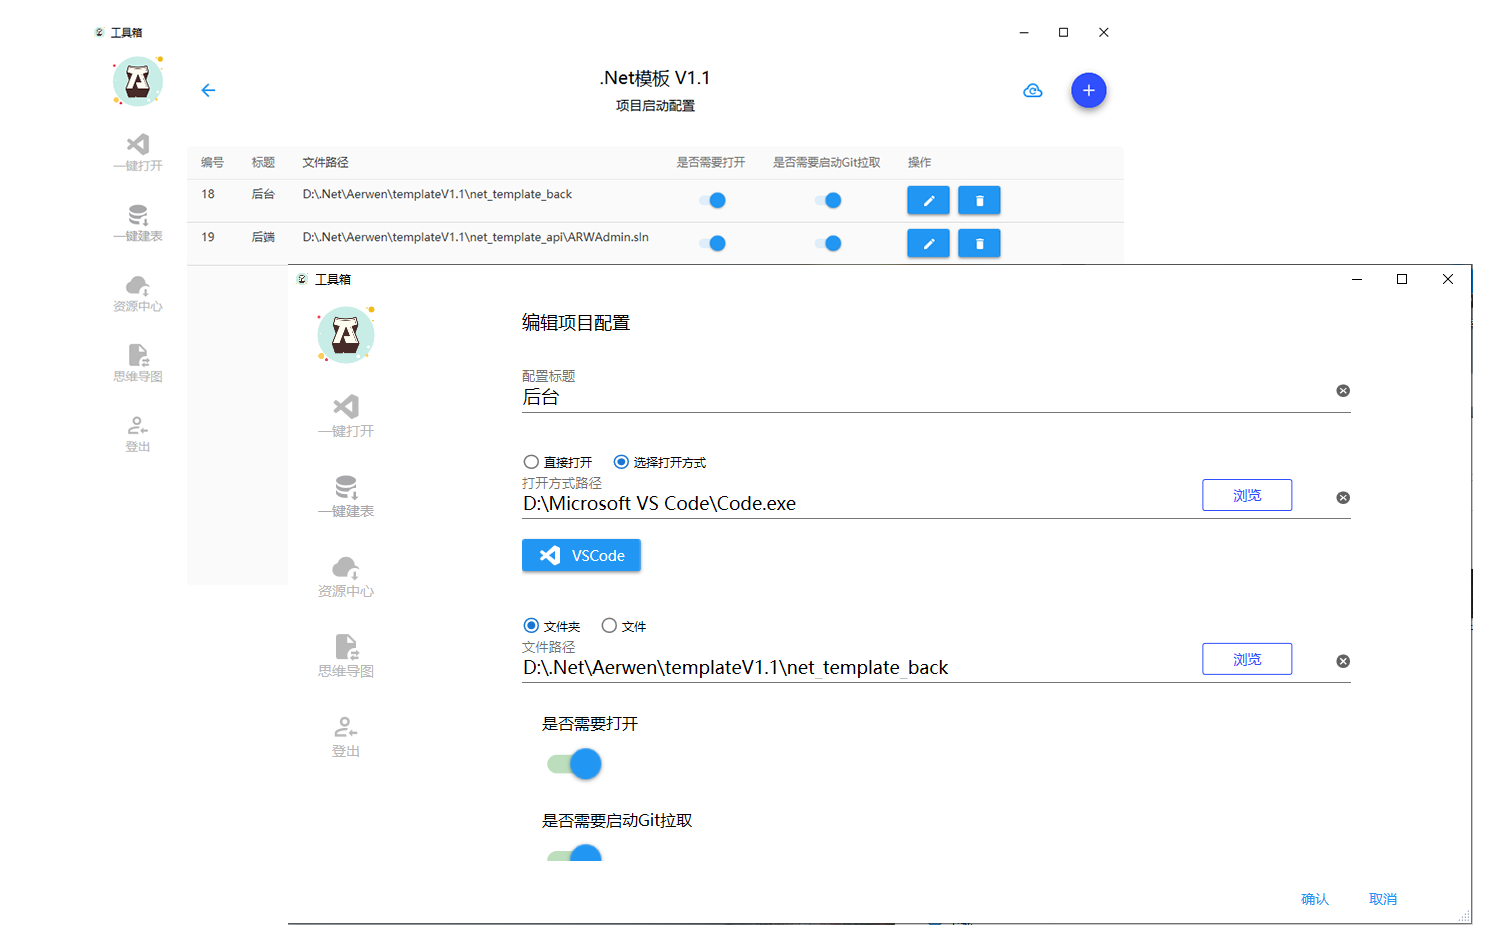 工具箱
.Net模板 V1.1
项目启动配置
一键打开
一键建表
资源中心
思维导图
登出
编号 标题 文件路径 是否需要打开 是否需要启动Git拉取 操作
18 后台 D:\.Net\Aerwen\templateV1.1\net_template_back
19 后端 D:\.Net\Aerwen\templateV1.1\net_template_api\ARWAdmin.sln
工具箱
一键打开
一键建表
资源中心
思维导图
登出
编辑项目配置
配置标题
后台
直接打开 选择打开方式
打开方式路径
D:\Microsoft VS Code\Code.exe
浏览
VSCode
文件夹 文件
文件路径
D:\.Net\Aerwen\templateV1.1\net_template_back
浏览
是否需要打开
是否需要启动Git拉取
确认 取消